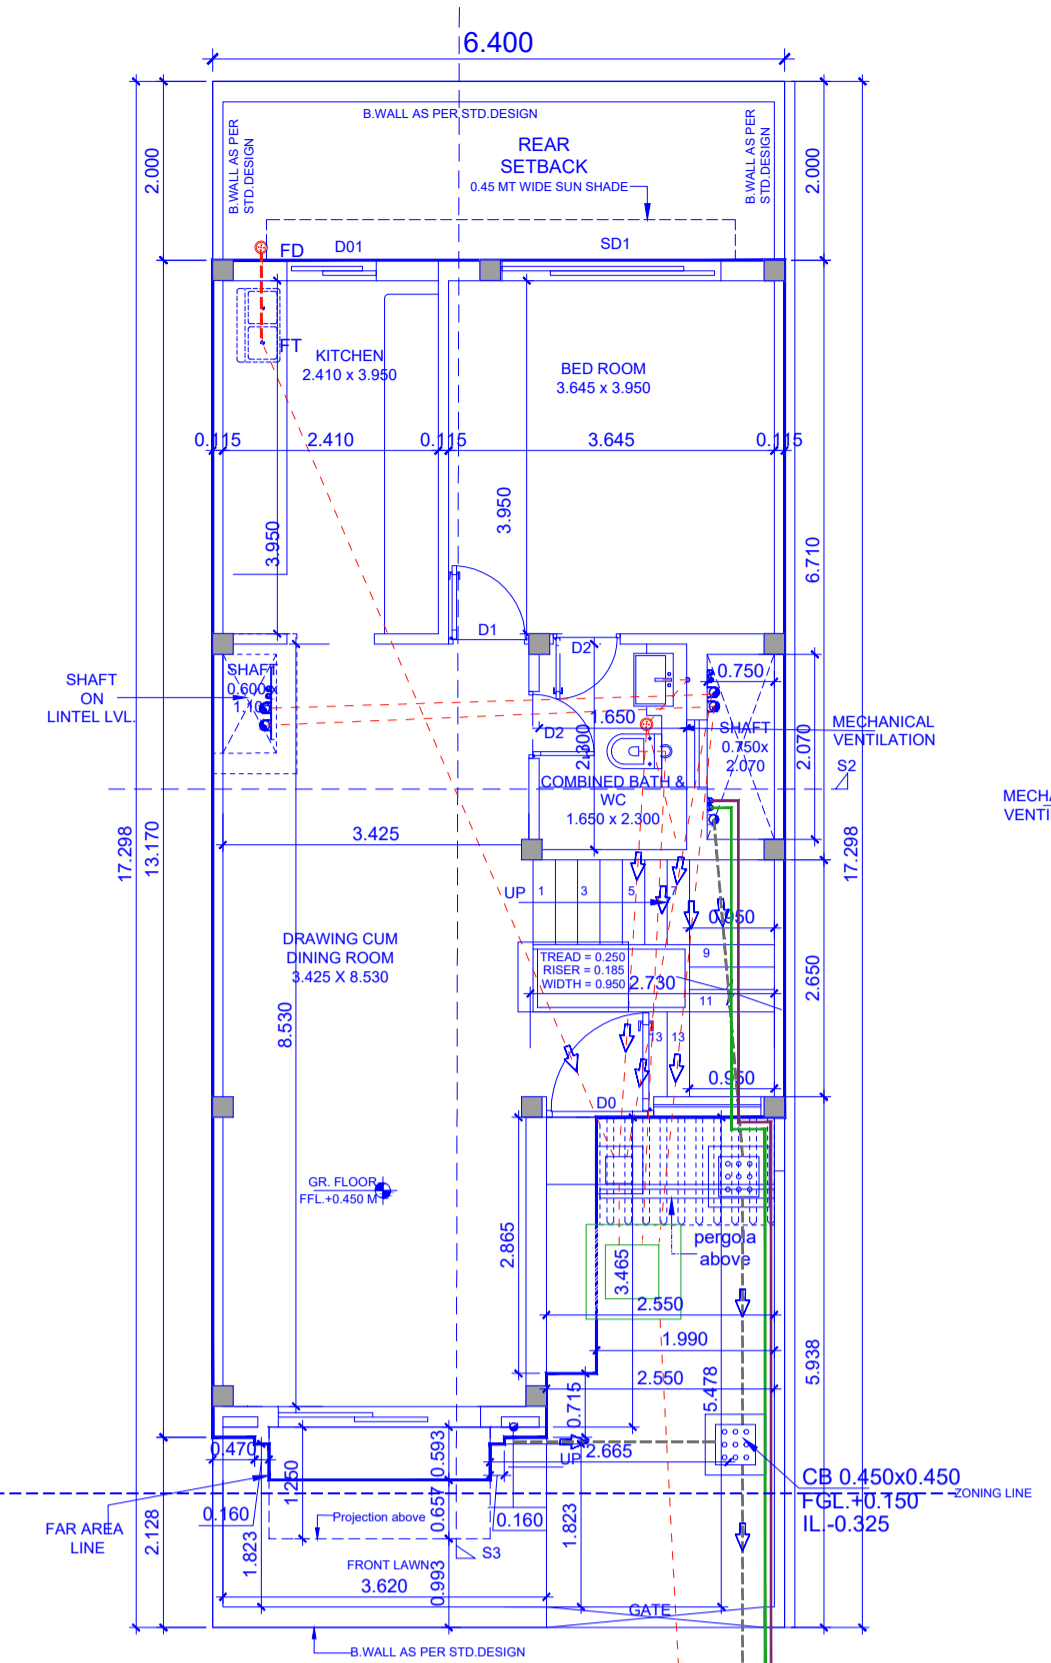 6.400
B.WALL AS PER STD.DESIGN
B.WALL AS PER
STD.DESIGN
B.WALL AS PER
STD.DESIGN
REAR
SETBACK
0.45 MT WIDE SUN SHADE
2.000
2.000
FD
D01
SD1
FT
KITCHEN
2.410 x 3.950
BED ROOM
3.645 x 3.950
0.115
2.410
0.115
3.645
0.115
3.950
3.950
6.710
D1
D2
SHAFT
ON
LINTEL LVL.
SHAFT
0.600x
0.750
1.650
D2
2.300
SHAFT
0.750x
2.070
2.070
MECHANICAL
VENTILATION
S2
COMBINED BATH &
WC
1.650 x 2.300
MECHA
VENTI
3.425
17.298
13.170
17.298
UP
1
3
5
7
0.950
9
11
13
13
DRAWING CUM
DINING ROOM
3.425 X 8.530
TREAD = 0.250
RISER = 0.185
WIDTH = 0.950
2.730
2.650
8.530
0.950
D0
GR. FLOOR
FFL.+0.450 M
2.865
3.465
pergola
above
2.550
1.990
2.550
5.938
5.478
0.715
0.470
0.593
1.250
2.665
UP
CB 0.450x0.450
FGL.+0.150
IL.-0.325
ZONING LINE
0.657
0.160
0.160
Projection above
FAR AREA
LINE
2.128
1.823
1.823
S3
FRONT LAWN
3.620
0.993
GATE
B.WALL AS PER STD.DESIGN